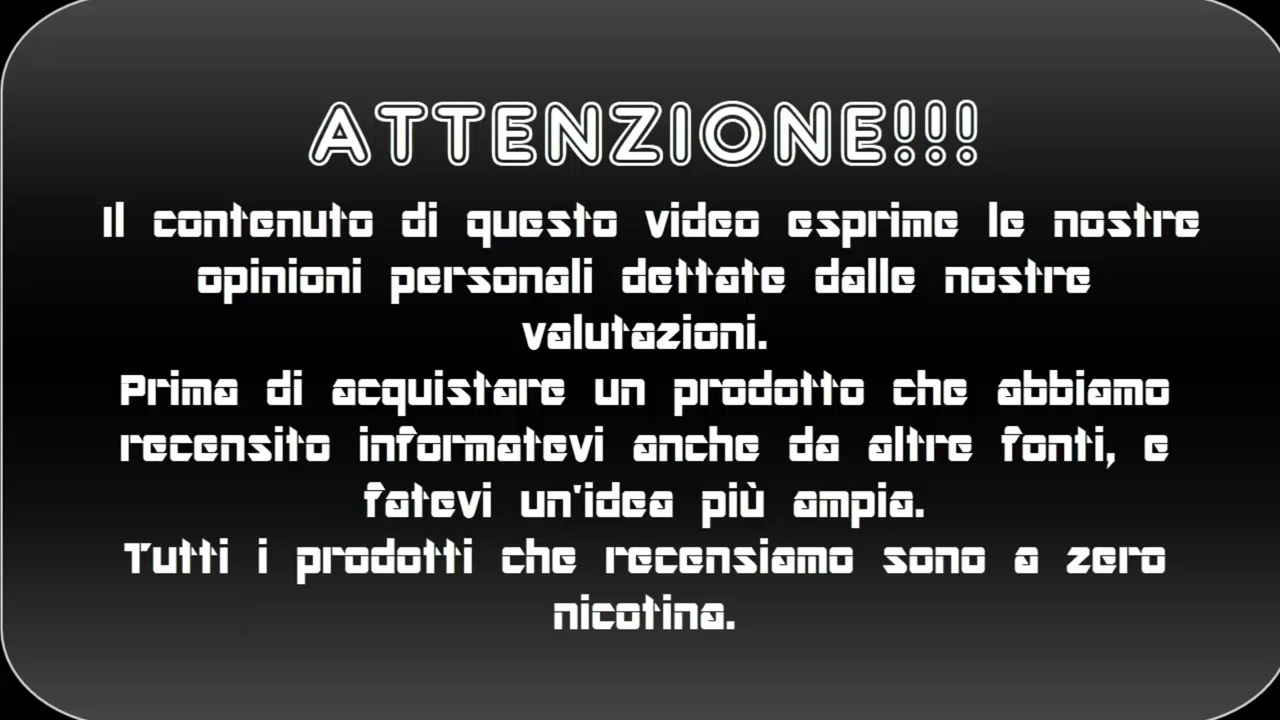 ATTENZIONE!!!
Il contenuto di questo video esprime le nostre
opinioni personali dettate dalle nostre
valutazioni.
Prima di acquistare un prodotto che abbiamo
recensito informatevi anche da altre fonti, e
fatevi un'idea più ampia.
Tutti i prodotti che recensiamo sono a zero
nicotina.